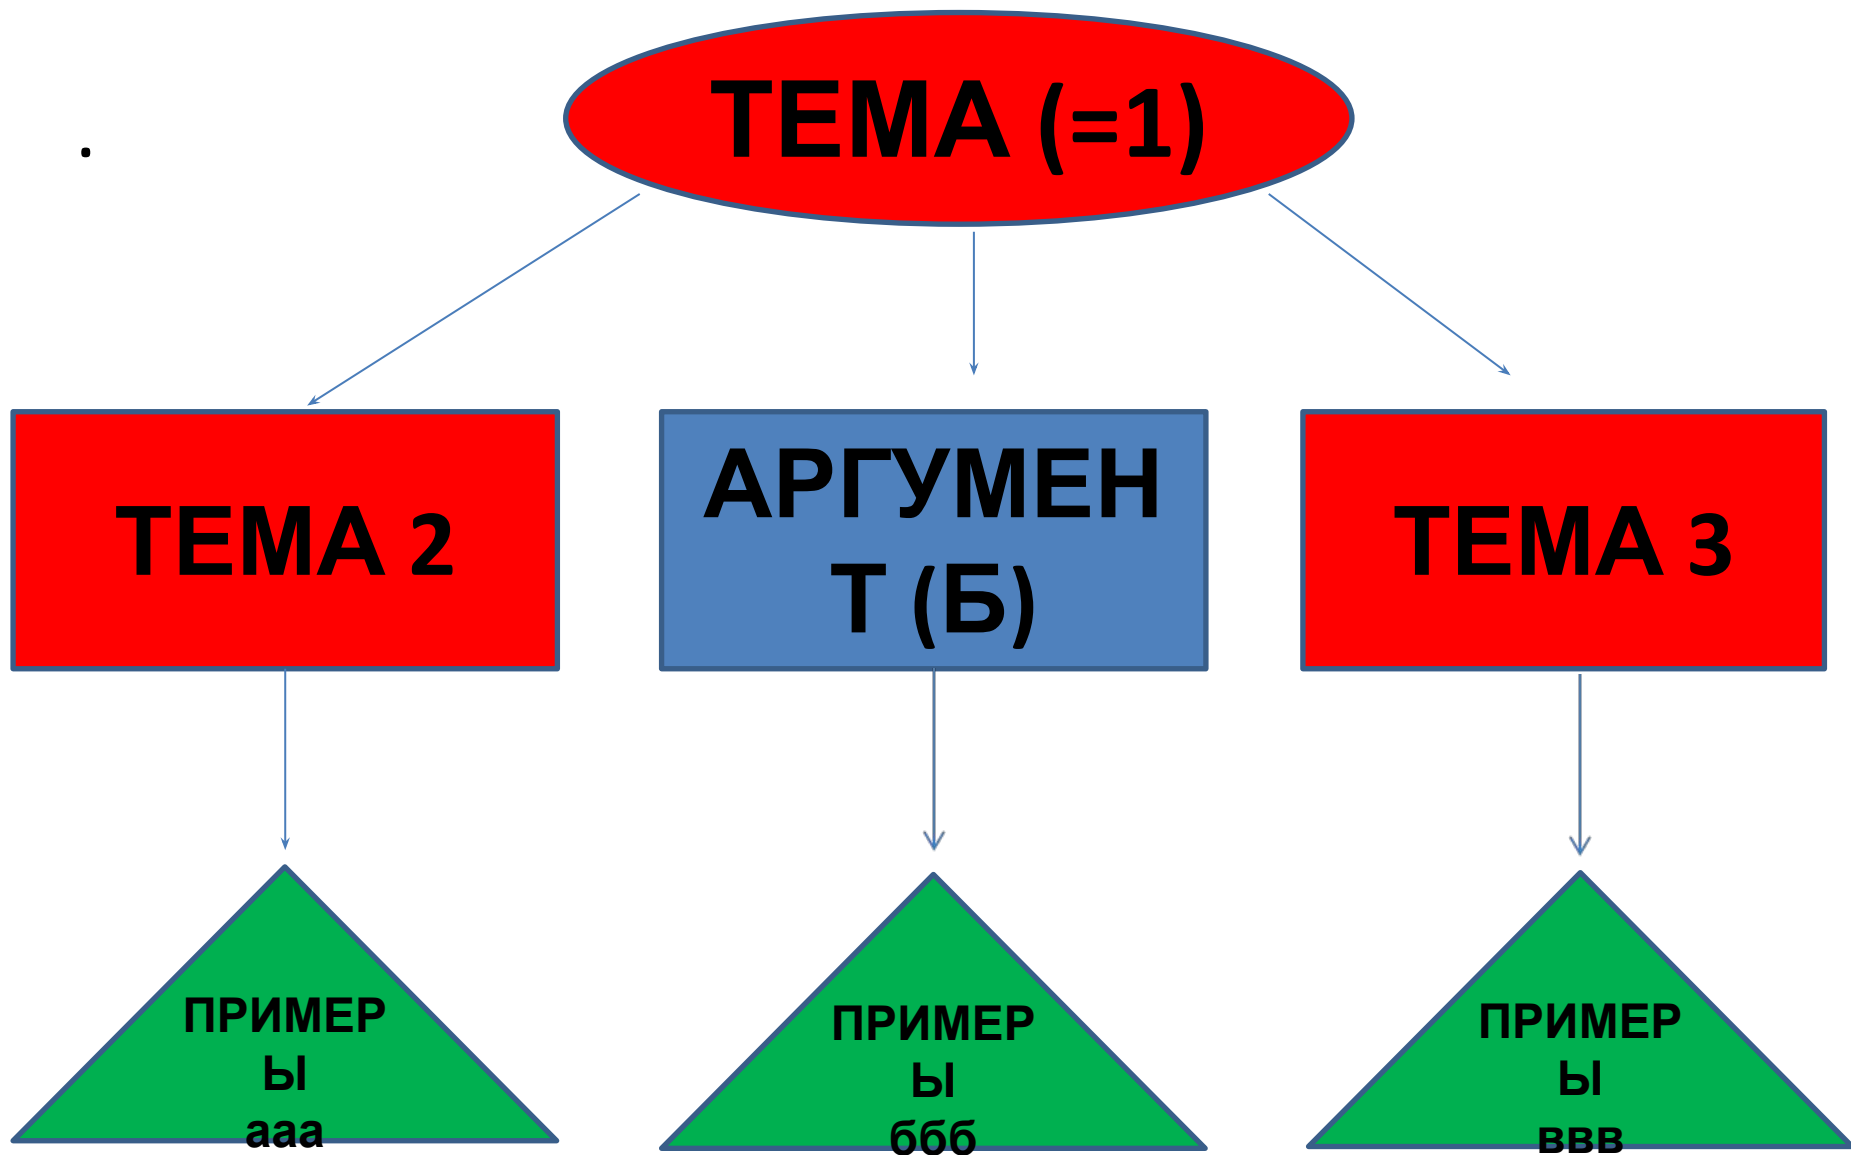 ТЕМА (=1)
.
ТЕМА 2
АРГУМЕН
Т (Б)
ТЕМА 3
ПРИМЕР
Ы
ааа
ПРИМЕР
Ы
ббб
ПРИМЕР
Ы
ввв